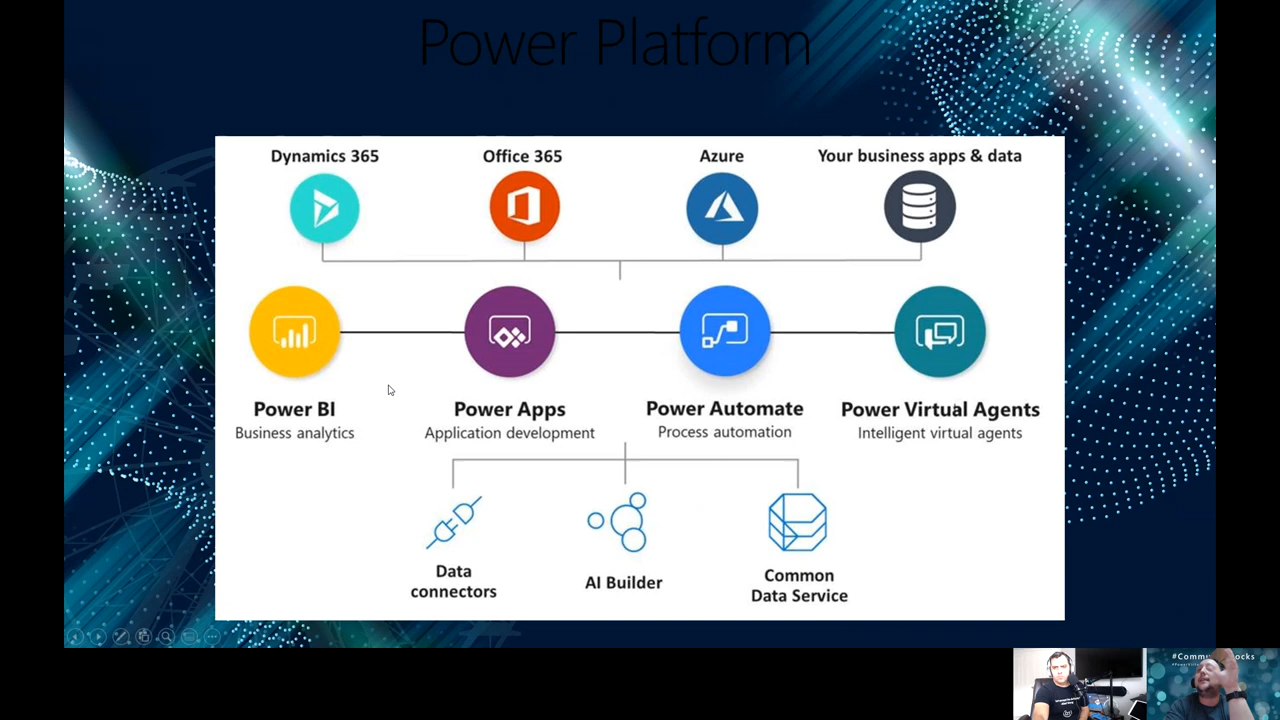 Power Platform
Dynamics 365
Office 365
Azure
Your business apps & data
Power BI
Business analytics
Power Apps
Application development
Power Automate
Process automation
Power Virtual Agents
Intelligent virtual agents
Data
connectors
AI Builder
Common
Data Service